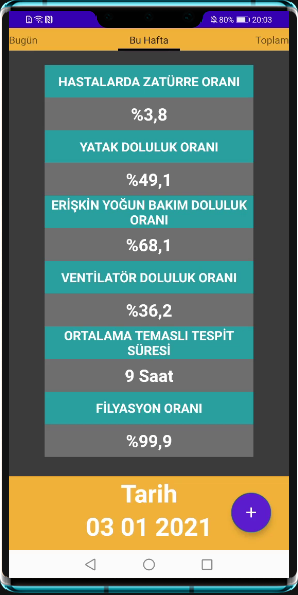 80% 20:03
Bugün Bu Hafta Toplam
HASTALARDA ZATÜRRE ORANI
%3,8
YATAK DOLULUK ORANI
%49,1
ERİŞKİN YOĞUN BAKIM DOLULUK
ORANI
%68,1
VENTİLATÖR DOLULUK ORANI
%36,2
ORTALAMA TEMASLI TESPİT
SÜRESİ
9 Saat
FİLYASYON ORANI
%99,9
Tarih
03 01 2021
+